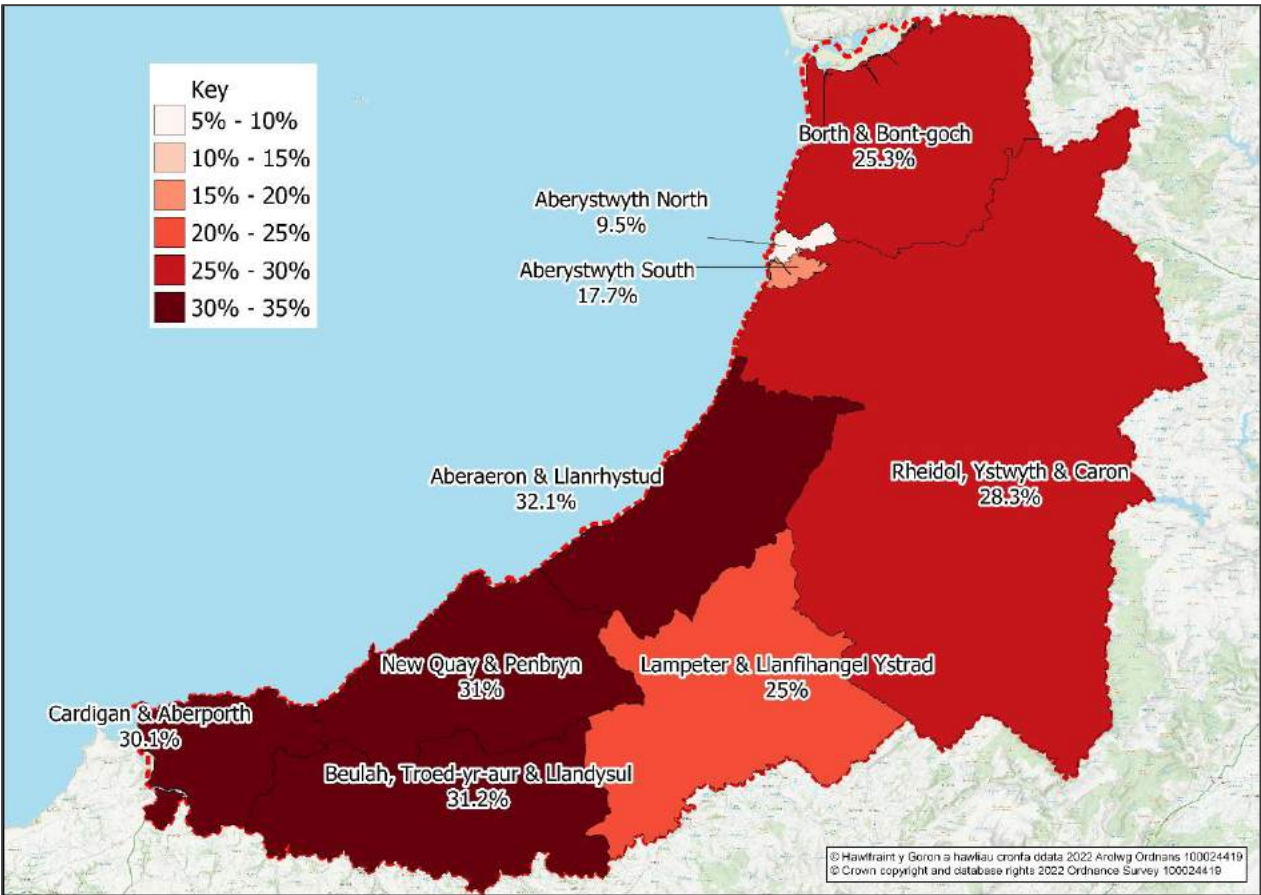 Key
5% - 10%
10% - 15%
15% - 20%
20% - 25%
25% - 30%
30% - 35%
Borth & Bont-goch
25.3%
Aberystwyth North
9.5%
Aberystwyth South
17.7%
Aberaeron & Llanrhystud
32.1%
Rheidol, Ystwyth & Caron
28.3%
New Quay & Penbryn
31%
Lampeter & Llanfihangel Ystrad
25%
Cardigan & Aberporth
30.1%
Beulah, Troed-yr-aur & Llandysul
31.2%
© Hawlfraint y Goron a hawliau cronfa ddata 2022 Arolwg Ordnans 100024419
© Crown copyright and database rights 2022 Ordnance Survey 100024419